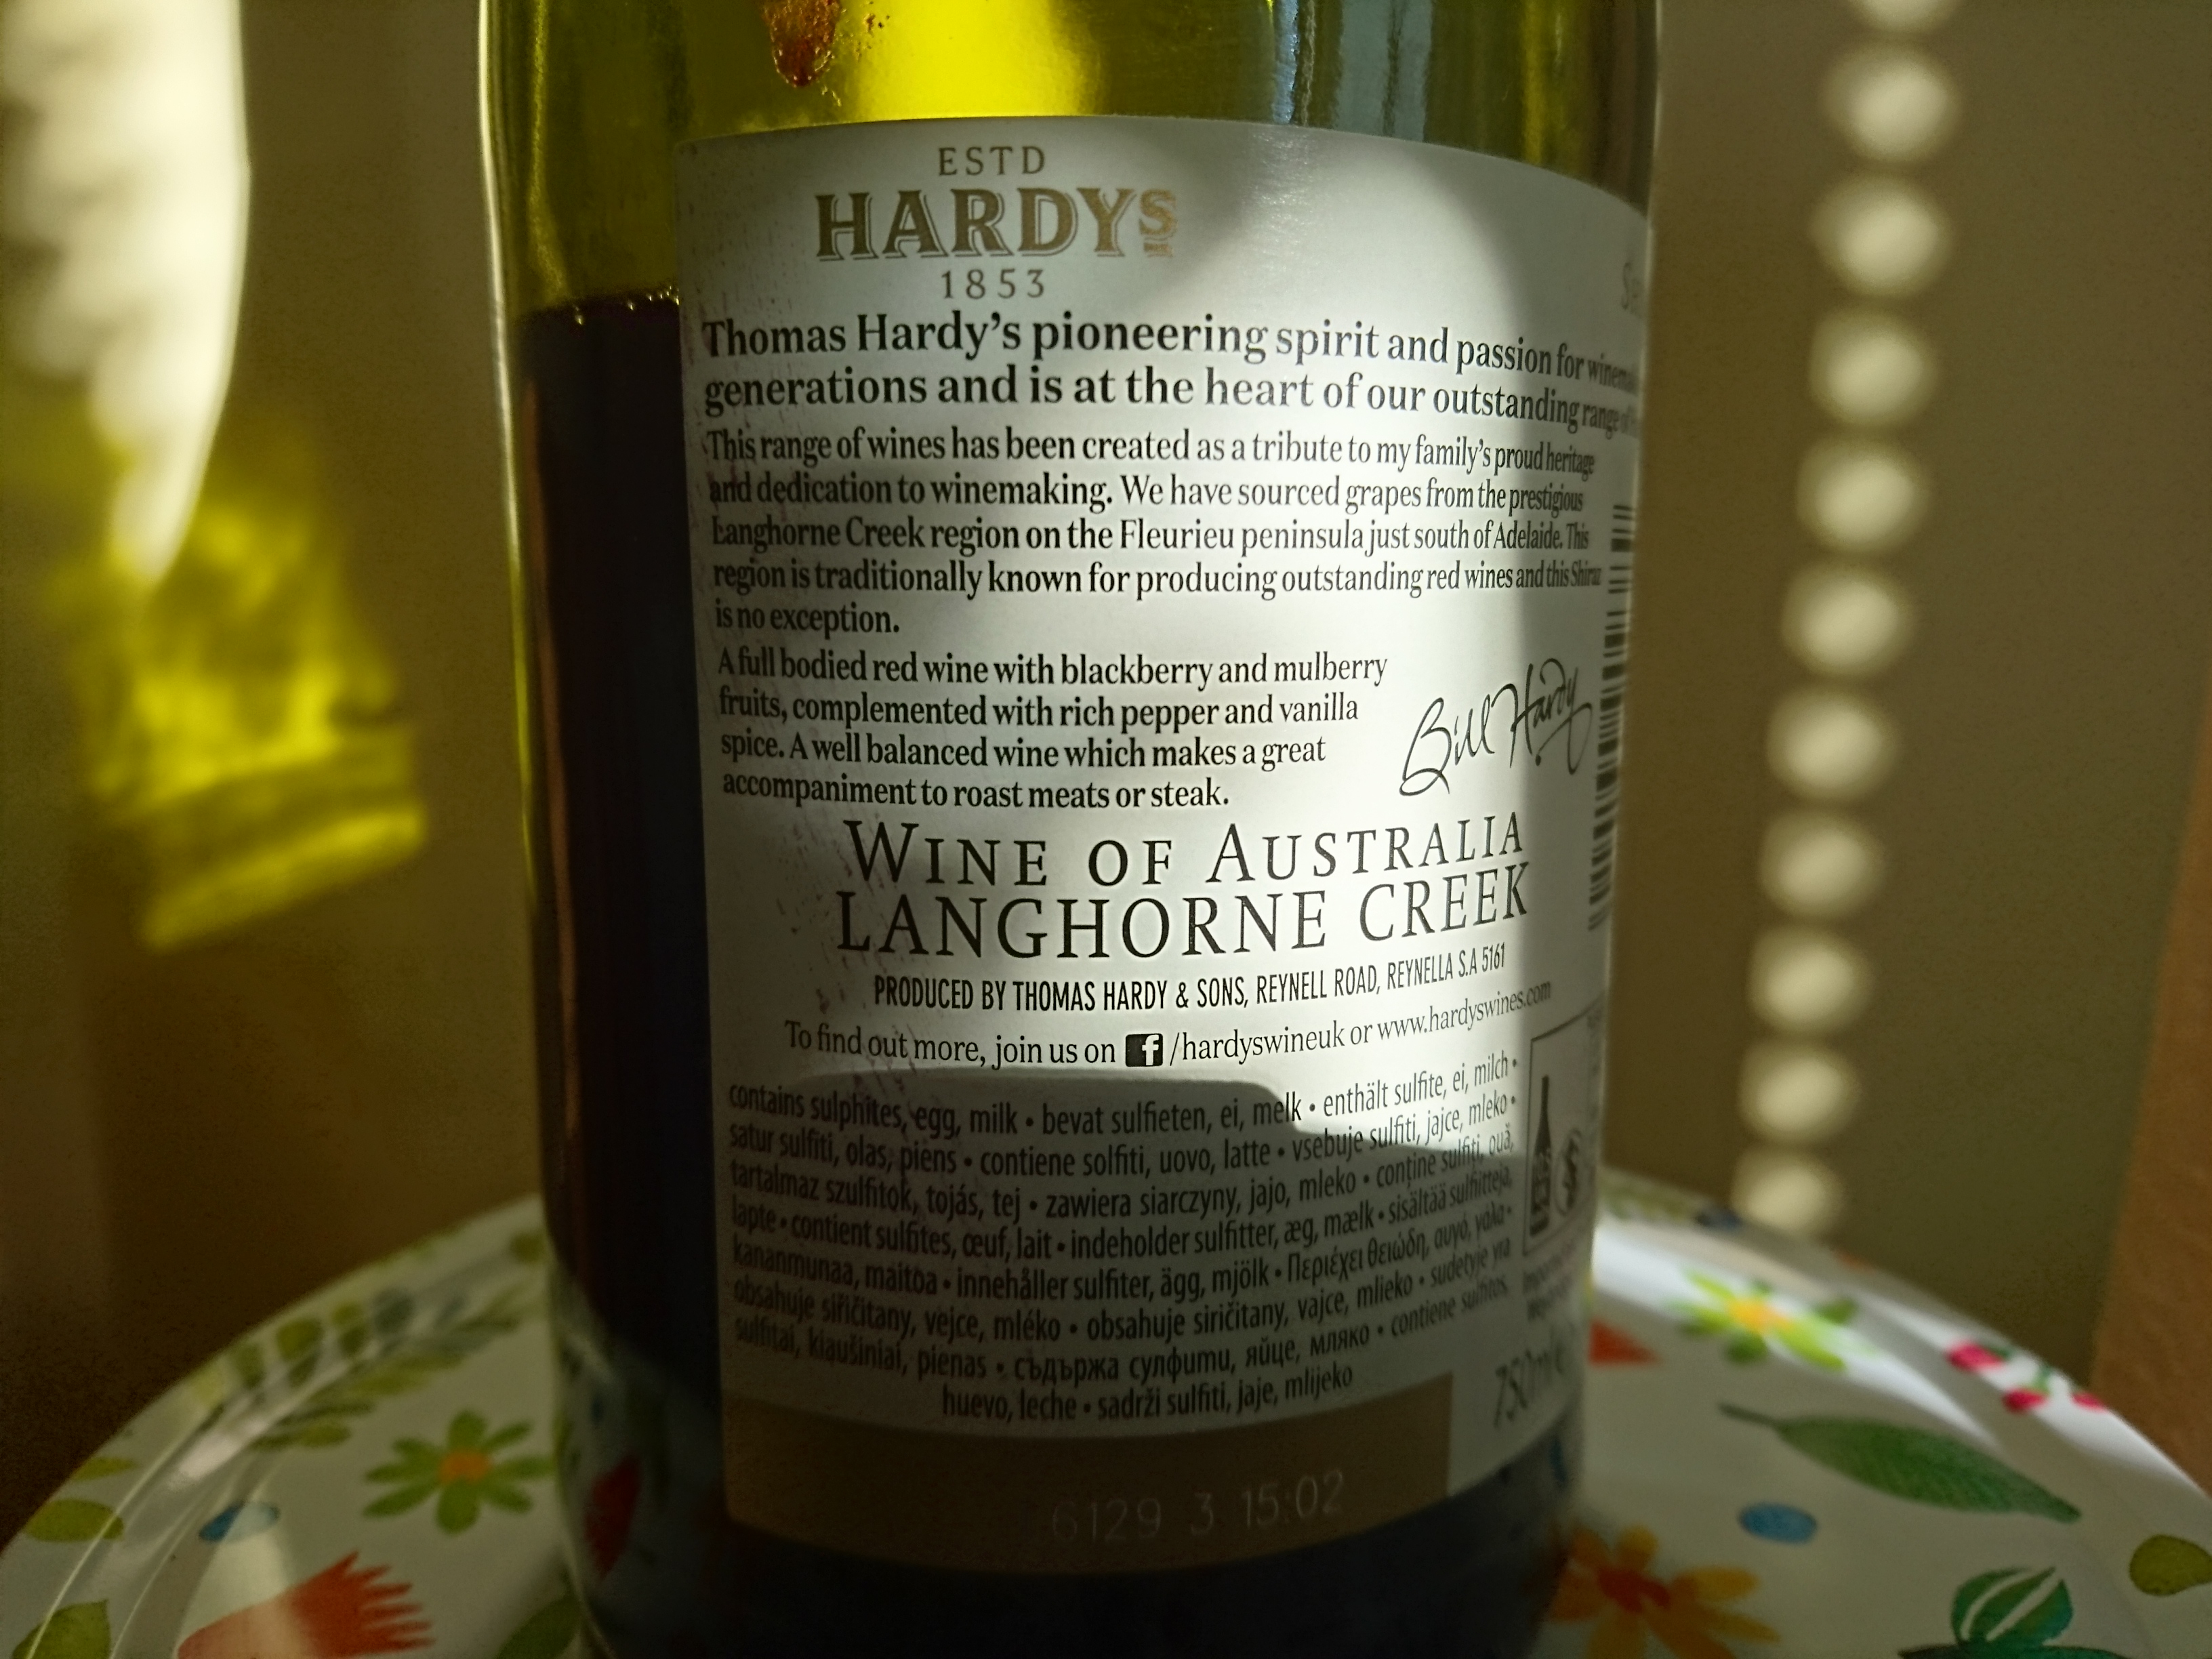 ESTD
HARDYS
1853
Thomas Hardy's pioneering spirit and passion for
generations and is at the heart of our outstanding range
This range of wines has been created as a tribute to my family's proud heritage
and dedication to winemaking. We have sourced grapes from the prestigious
Langhorne Creek region on the Fleurieu peninsula just south of Adelaide. This
region is traditionally known for producing outstanding red wines and this Shiraz
is no exception.
A full bodied red wine with blackberry and mulberry
fruits, complemented with rich pepper and vanilla
spice. A well balanced wine which makes a great
accompaniment to roast meats or steak.
Bill Hardy
WINE OF AUSTRALIA
LANGHORNE CREEK
PRODUCED BY THOMAS HARDY & SONS, REYNELL ROAD, REYNELLA S.A 5161
To find out more, join us on f /hardyswineuk or www.hardyswines.com
contains sulphites, egg, milk • bevat sulfieten, ei, melk • enthält sulfite, ei, milch •
satur sulfiti, olas, piens • contiene solfiti, uovo, latte • vsebuje sulfiti, jajce, mleko •
tartalmaz szulfitok, tojás, tej • zawiera siarczyny, jajo, mleko • conţine sulfiţi, ouă,
lapte • contient sulfites, œuf, lait • indeholder sulfitter, æg, mælk • sisältää sulfiitteja,
kananmunaa, maitoa • innehåller sulfiter, ägg, mjölk • Περιέχει θειώδη, αυγό, γάλα •
obsahuje siřičitany, vejce, mléko • obsahuje siričitany, vajce, mlieko • sudetyje yra
sulfitai, kiaušiniai, pienas • съдържа сулфити, яйце, мляко • contiene sulfitos,
huevo, leche • sadrži sulfiti, jaje, mlijeko
750ml e
6129 3 15:02